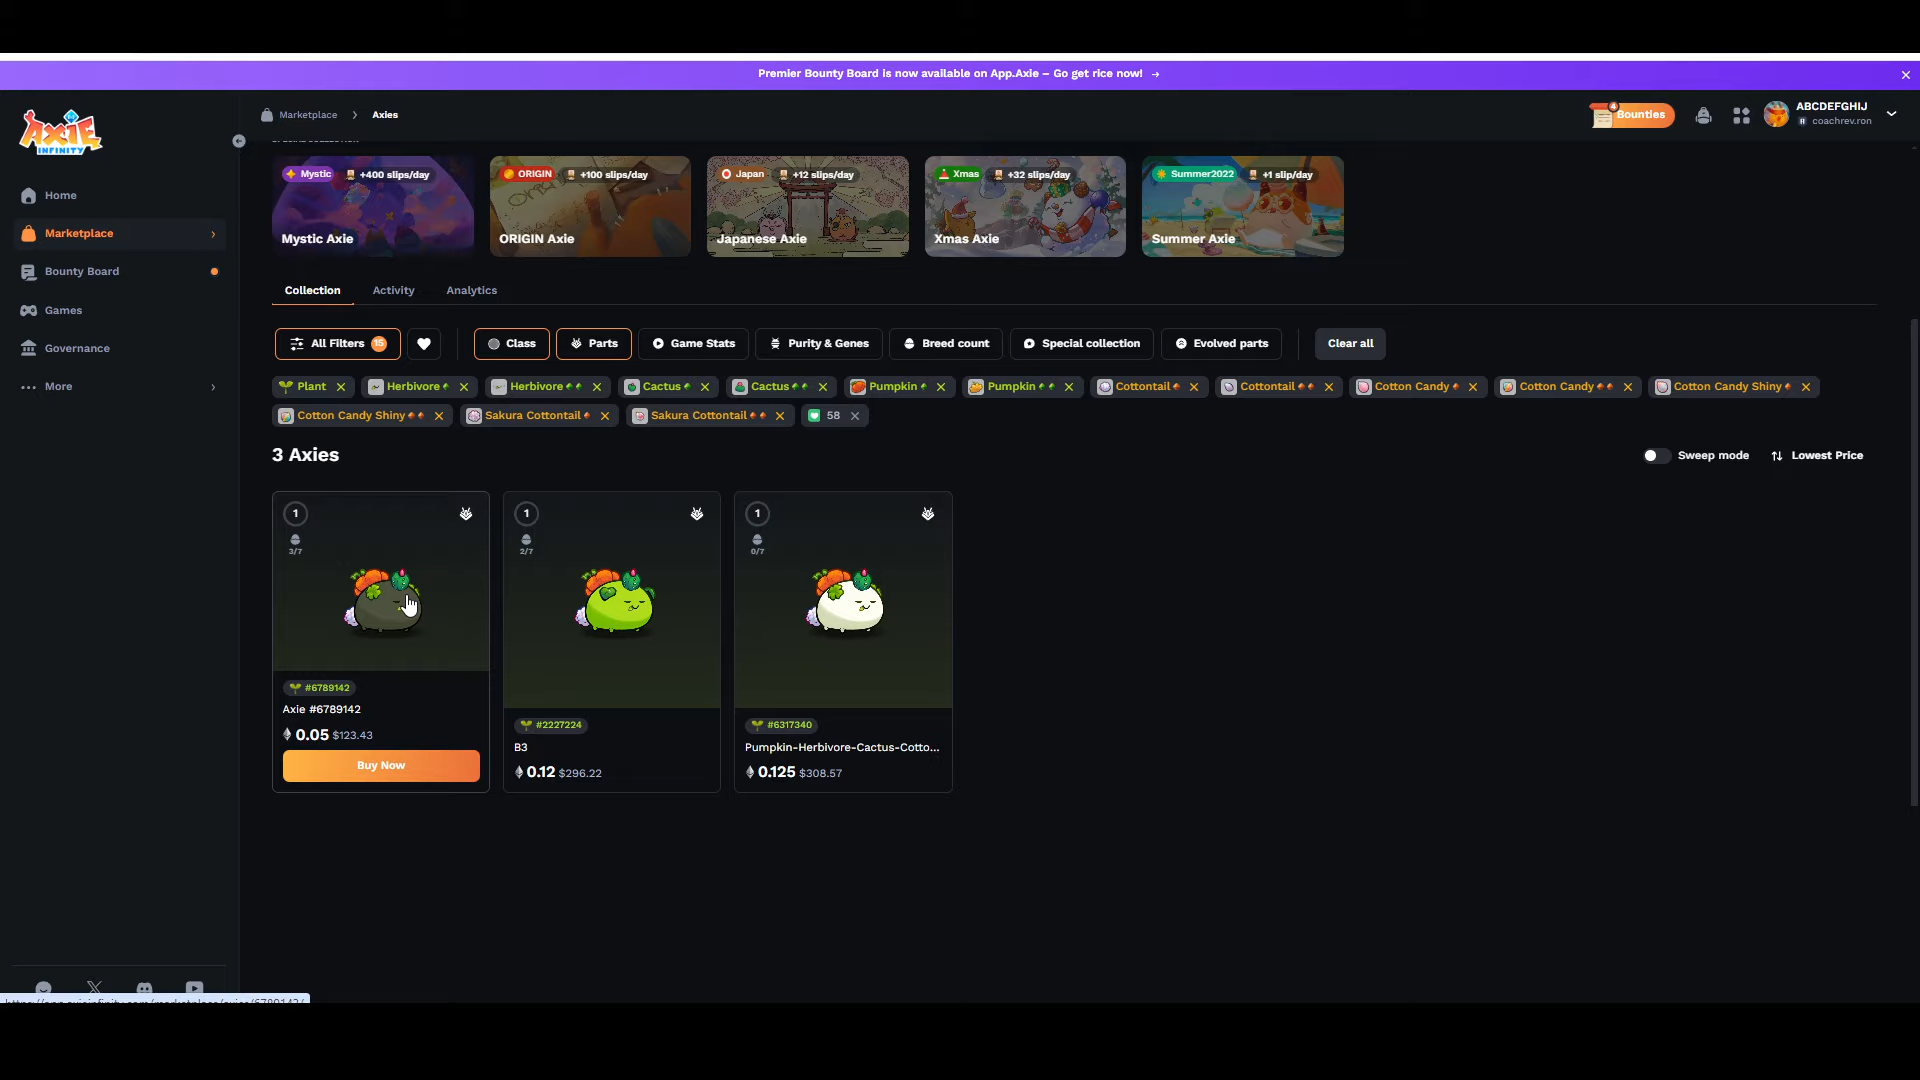 Premier Bounty Board is now available on App.Axie – Go get rice now! →
AXIE
INFINITY
Marketplace > Axies
4
Bounties
ABCDEFGHIJ
coachrev.ron
Home
Marketplace
Bounty Board
Games
Governance
More
Mystic +400 slips/day
Mystic Axie
ORIGIN +100 slips/day
ORIGIN Axie
Japan +12 slips/day
Japanese Axie
Xmas +32 slips/day
Xmas Axie
Summer2022 +1 slip/day
Summer Axie
Collection Activity Analytics
All Filters 15 Class Parts Game Stats Purity & Genes Breed count Special collection Evolved parts Clear all
Plant Herbivore Herbivore Cactus Cactus Pumpkin Pumpkin Cottontail Cottontail Cotton Candy Cotton Candy Cotton Candy Shiny
Cotton Candy Shiny Sakura Cottontail Sakura Cottontail 58
3 Axies
Sweep mode Lowest Price
1
3/7
#6789142
Axie #6789142
0.05 $123.43
Buy Now
1
2/7
#2227224
B3
0.12 $296.22
1
0/7
#6317340
Pumpkin-Herbivore-Cactus-Cotto...
0.125 $308.57